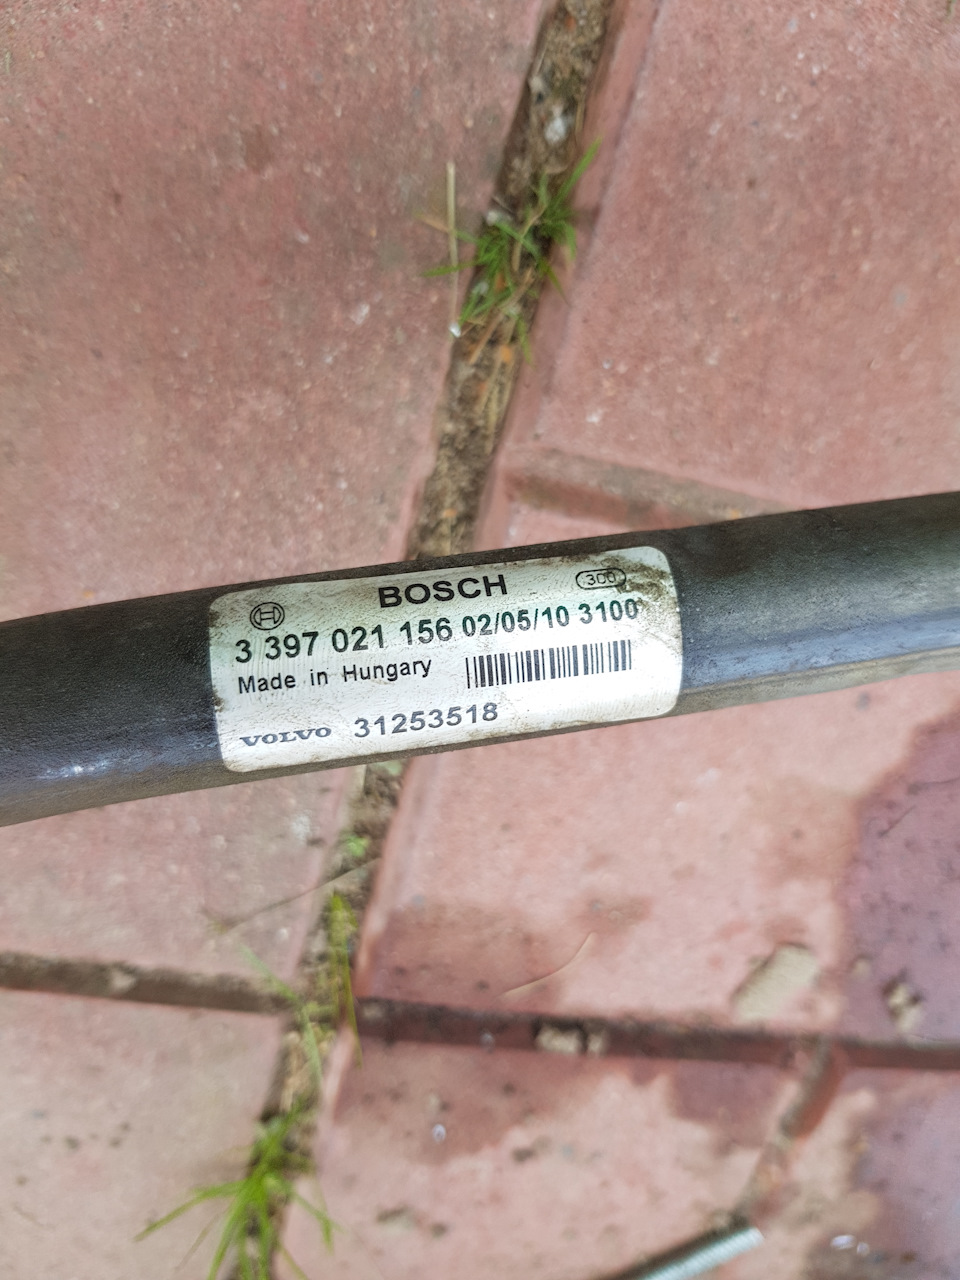 BOSCH 300
3 397 021 156 02/05/10 3100
Made in Hungary
VOLVO 31253518